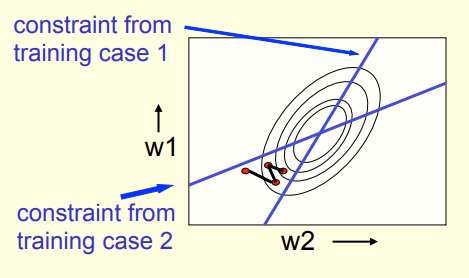 constraint from
training case 1
w1
constraint from
training case 2
w2